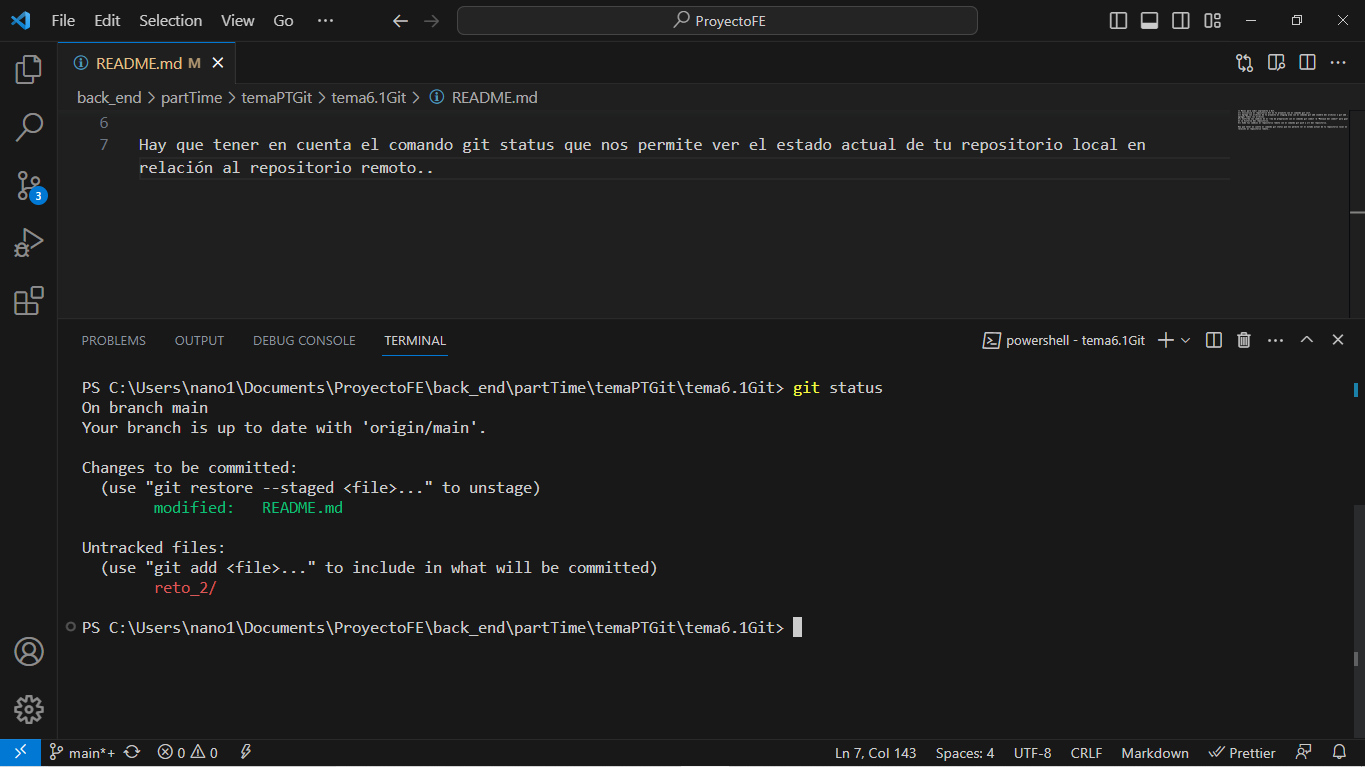 File Edit Selection View Go ··· ProyectoFE
README.md M
back_end > partTime > temaPTGit > tema6.1Git > README.md
6
7 Hay que tener en cuenta el comando git status que nos permite ver el estado actual de tu repositorio local en
relación al repositorio remoto..
3
PROBLEMS OUTPUT DEBUG CONSOLE TERMINAL powershell - tema6.1Git
PS C:\Users\nano1\Documents\ProyectoFE\back_end\partTime\temaPTGit\tema6.1Git> git status
On branch main
Your branch is up to date with 'origin/main'.
Changes to be committed:
(use "git restore --staged <file>..." to unstage)
modified: README.md
Untracked files:
(use "git add <file>..." to include in what will be committed)
reto_2/
PS C:\Users\nano1\Documents\ProyectoFE\back_end\partTime\temaPTGit\tema6.1Git>
main*+ 0 0 Ln 7, Col 143 Spaces: 4 UTF-8 CRLF Markdown Prettier